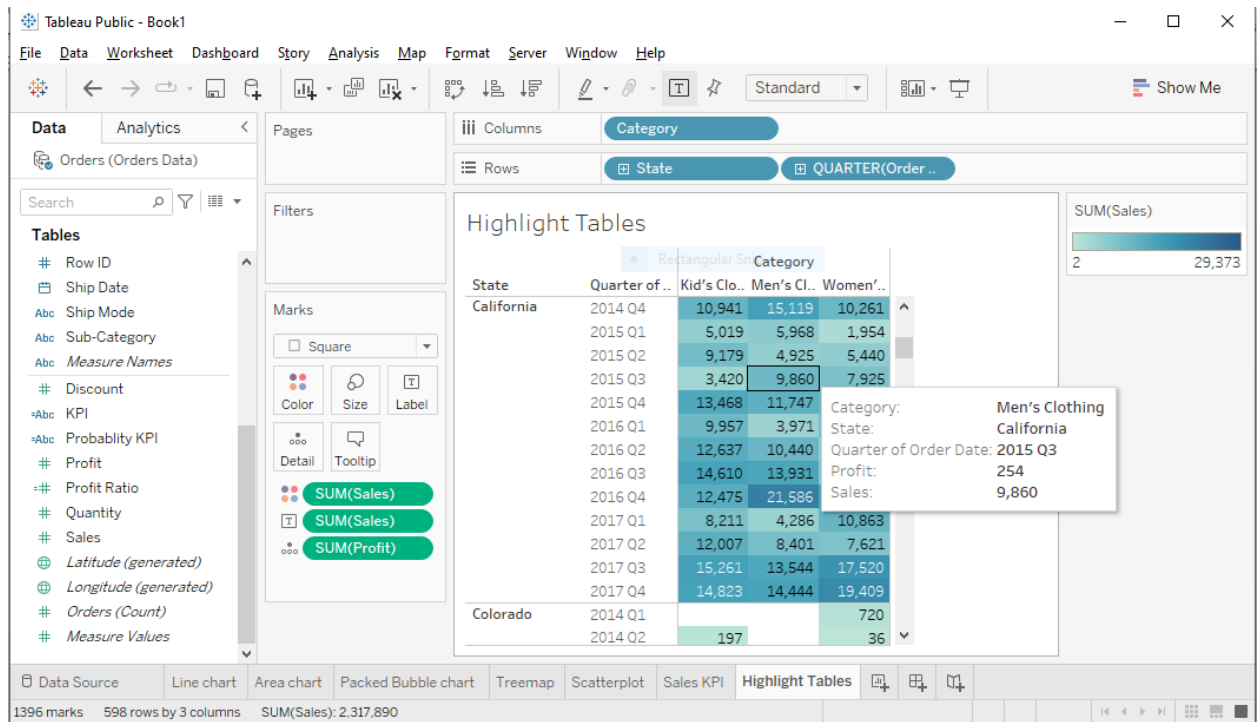 Tableau Public - Book1
File Data Worksheet Dashboard Story Analysis Map Format Server Window Help
Standard
Show Me
Data Analytics
Pages
iii Columns Category
Orders (Orders Data)
Rows State QUARTER(Order ..
Search
Filters
Highlight Tables
SUM(Sales)
2 29,373
Tables
Row ID
Ship Date
Abc Ship Mode
Abc Sub-Category
Abc Measure Names
Discount
=Abc KPI
=Abc Probablity KPI
Profit
Profit Ratio
Quantity
Sales
Latitude (generated)
Longitude (generated)
Orders (Count)
Measure Values
Marks
Square
Color Size Label
Detail Tooltip
SUM(Sales)
SUM(Sales)
SUM(Profit)
Rectangular
Category
State Quarter of .. Kid's Clo.. Men's Cl.. Women'..
California 2014 Q4 10,941 15,119 10,261
2015 Q1 5,019 5,968 1,954
2015 Q2 9,179 4,925 5,440
2015 Q3 3,420 9,860 7,925
2015 Q4 13,468 11,747
2016 Q1 9,957 3,971
2016 Q2 12,637 10,440
2016 Q3 14,610 13,931
2016 Q4 12,475 21,586
2017 Q1 8,211 4,286 10,863
2017 Q2 12,007 8,401 7,621
2017 Q3 15,261 13,544 17,520
2017 Q4 14,823 14,444 19,409
Colorado 2014 Q1 720
2014 Q2 197 36
Category: Men's Clothing
State: California
Quarter of Order Date: 2015 Q3
Profit: 254
Sales: 9,860
Data Source Line chart Area chart Packed Bubble chart Treemap Scatterplot Sales KPI Highlight Tables
1396 marks 598 rows by 3 columns SUM(Sales): 2,317,890